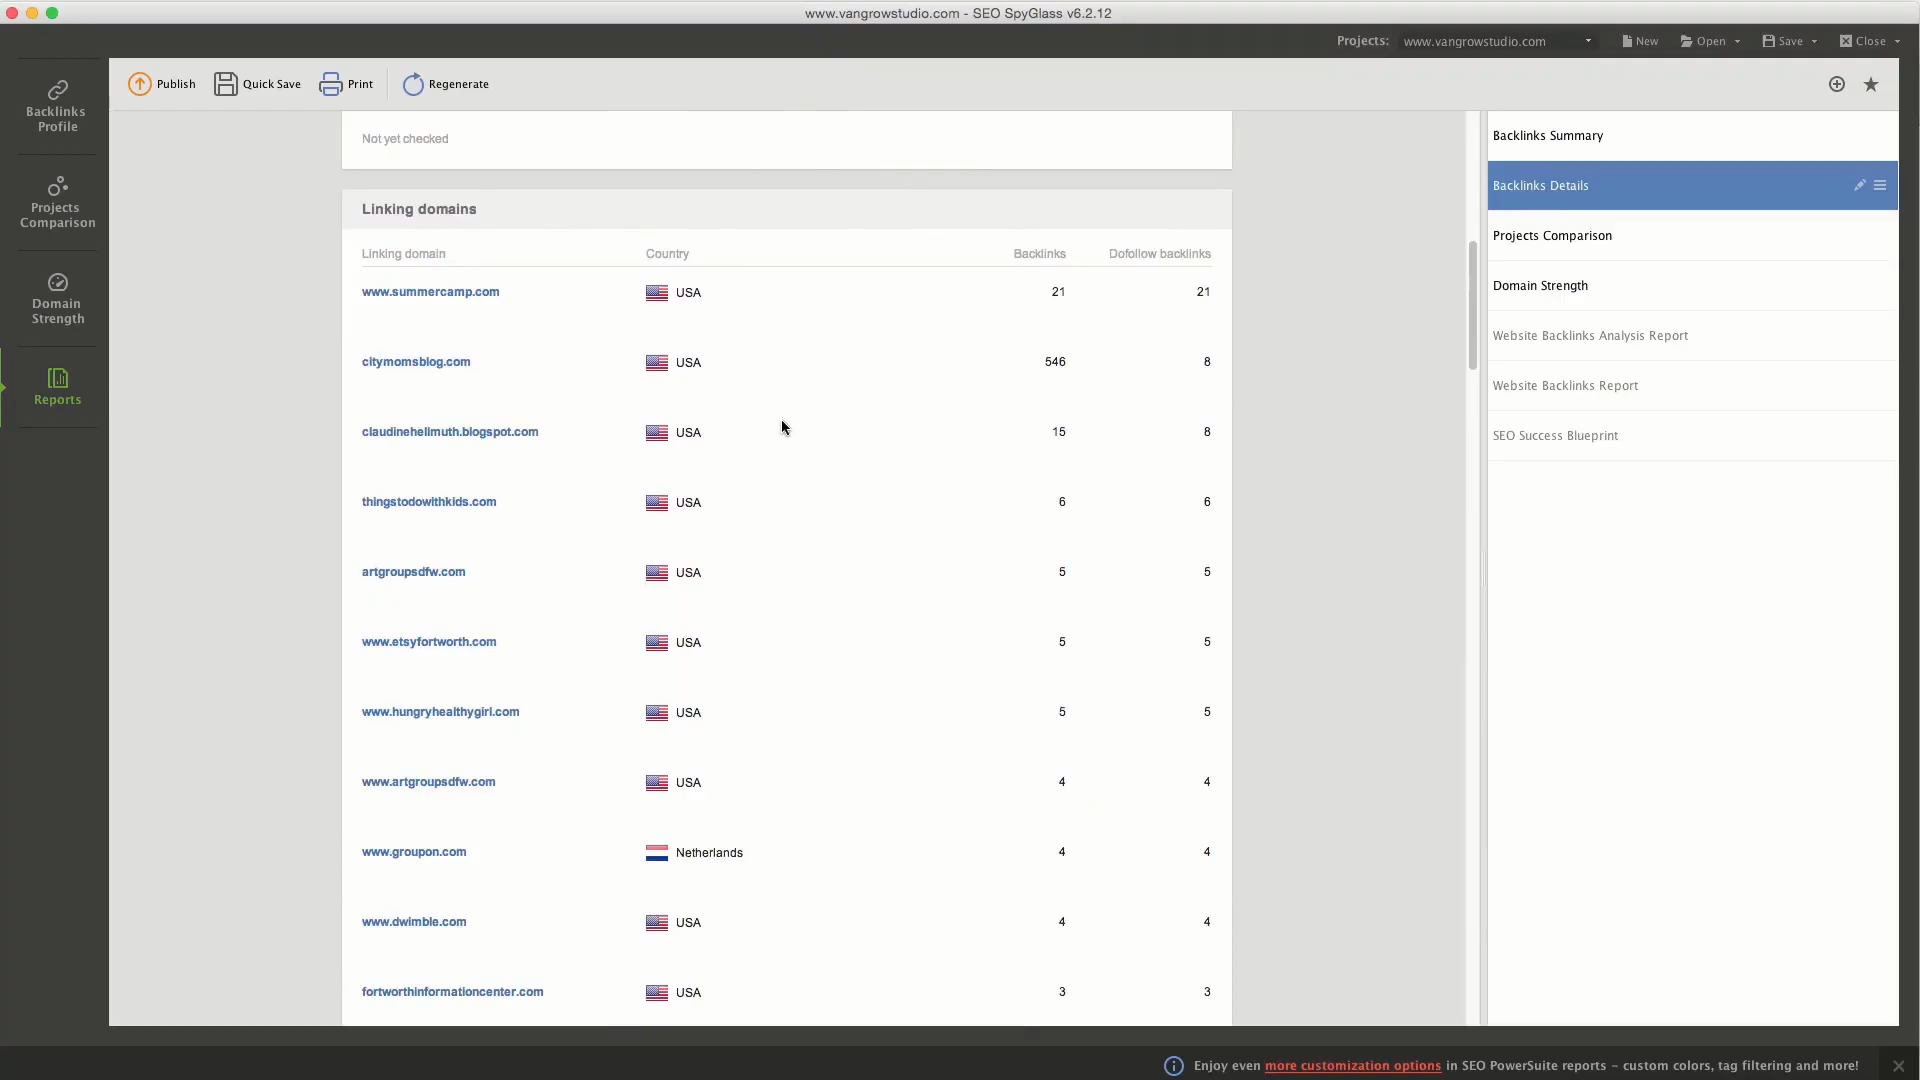 www.vangrowstudio.com - SEO SpyGlass v6.2.12
Projects: www.vangrowstudio.com New Open Save Close
Publish Quick Save Print Regenerate
Backlinks Profile
Projects Comparison
Domain Strength
Reports
Not yet checked
Linking domains
Linking domain Country Backlinks Dofollow backlinks
www.summercamp.com USA 21 21
citymomsblog.com USA 546 8
claudinehellmuth.blogspot.com USA 15 8
thingstodowithkids.com USA 6 6
artgroupsdfw.com USA 5 5
www.etsyfortworth.com USA 5 5
www.hungryhealthygirl.com USA 5 5
www.artgroupsdfw.com USA 4 4
www.groupon.com Netherlands 4 4
www.dwimble.com USA 4 4
fortworthinformationcenter.com USA 3 3
Backlinks Summary
Backlinks Details
Projects Comparison
Domain Strength
Website Backlinks Analysis Report
Website Backlinks Report
SEO Success Blueprint
Enjoy even more customization options in SEO PowerSuite reports – custom colors, tag filtering and more!